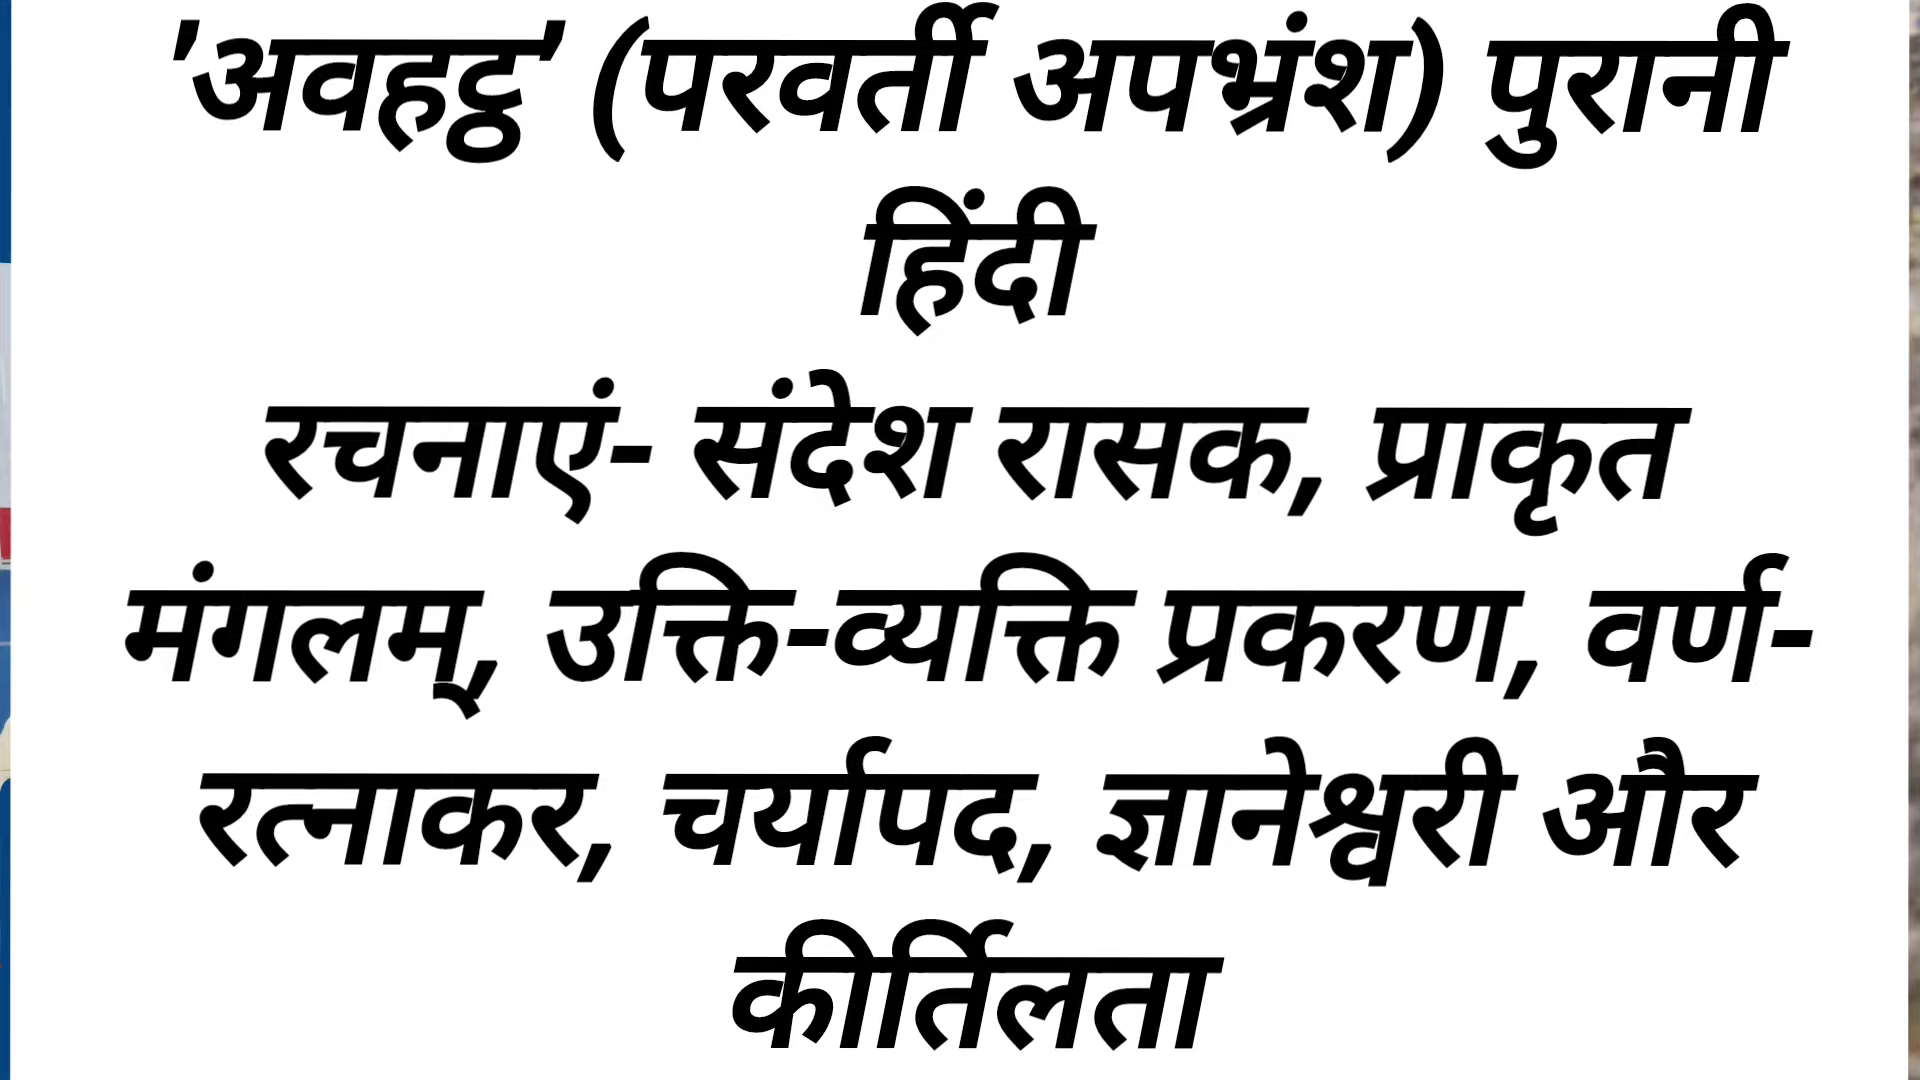 'अवहट्ठ' (परवर्ती अपभ्रंश) पुरानी
हिंदी
रचनाएं- संदेश रासक, प्राकृत
मंगलम्, उक्ति-व्यक्ति प्रकरण, वर्ण-
रत्नाकर, चर्यापद, ज्ञानेश्वरी और
कीर्तिलता